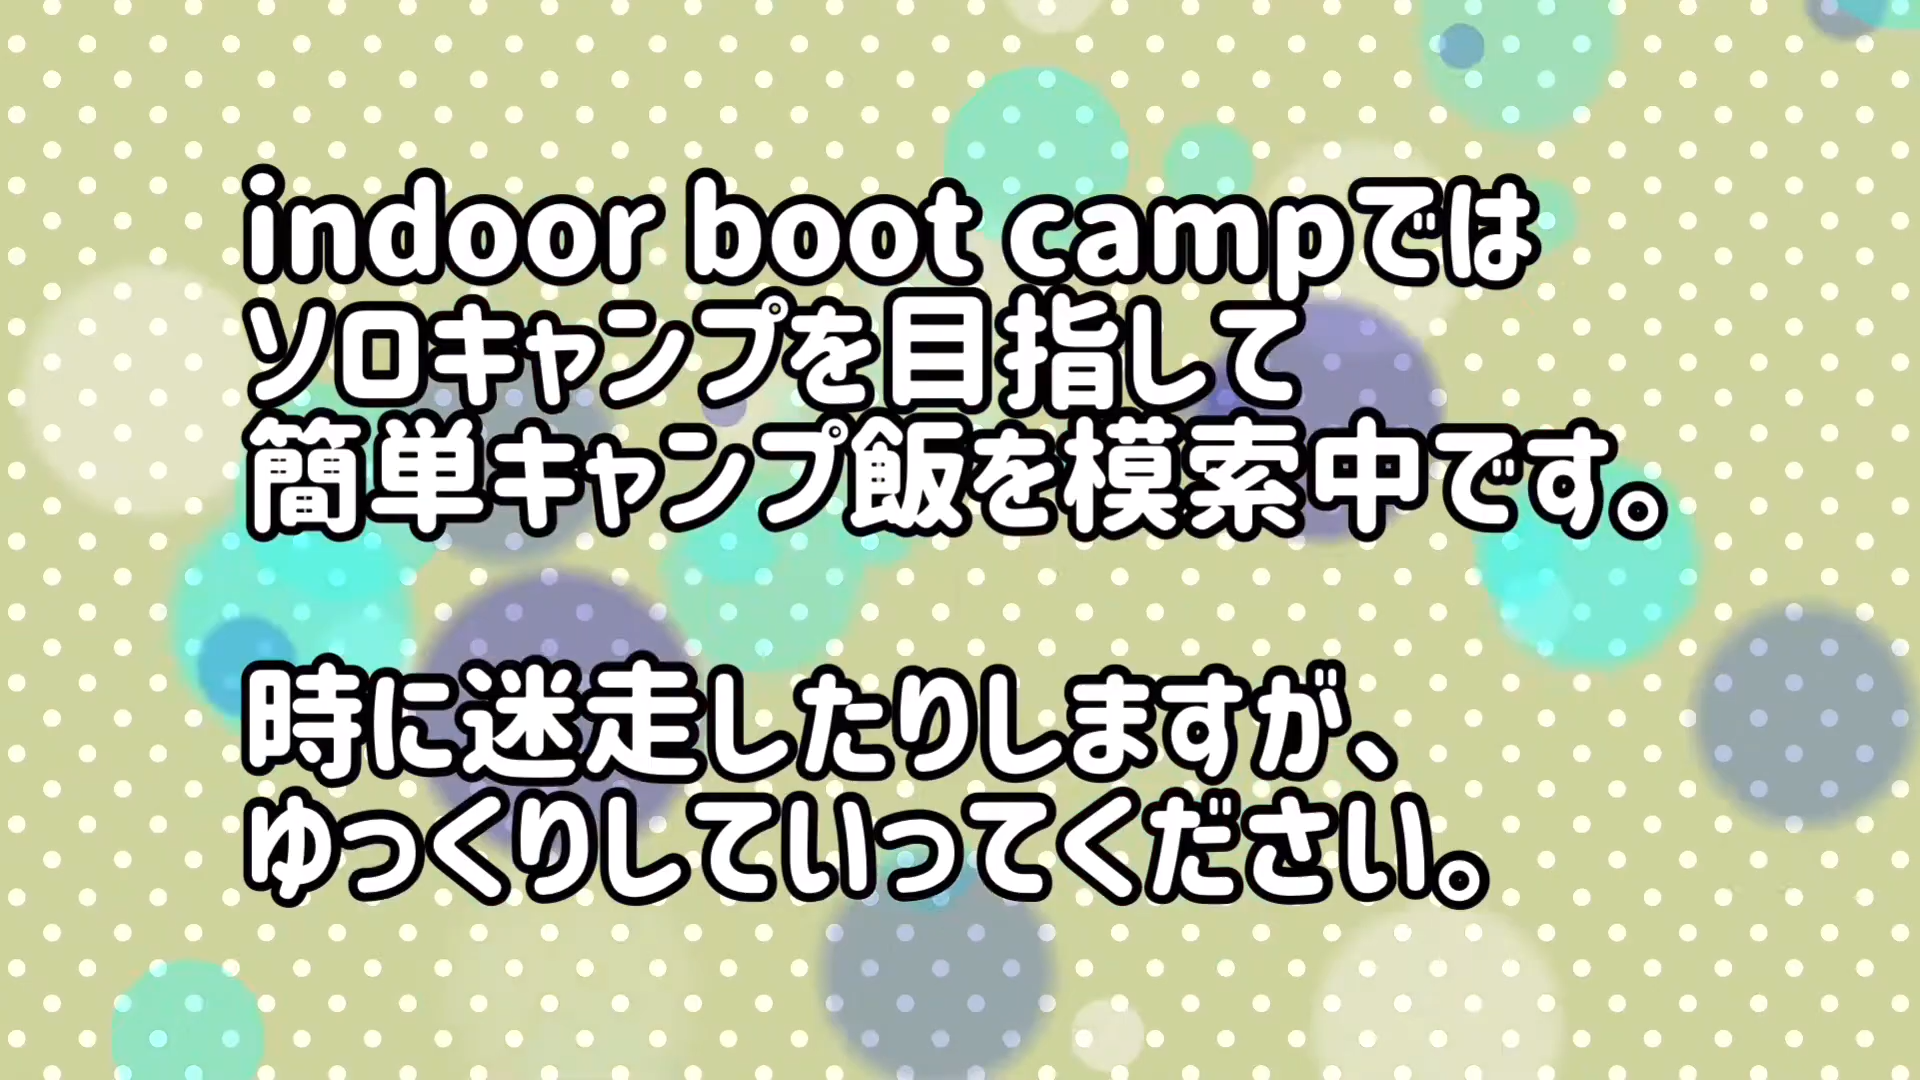 indoor boot campでは
ソロキャンプを目指して
簡単キャンプ飯を模索中です。
時に迷走したりしますが、
ゆっくりしていってください。